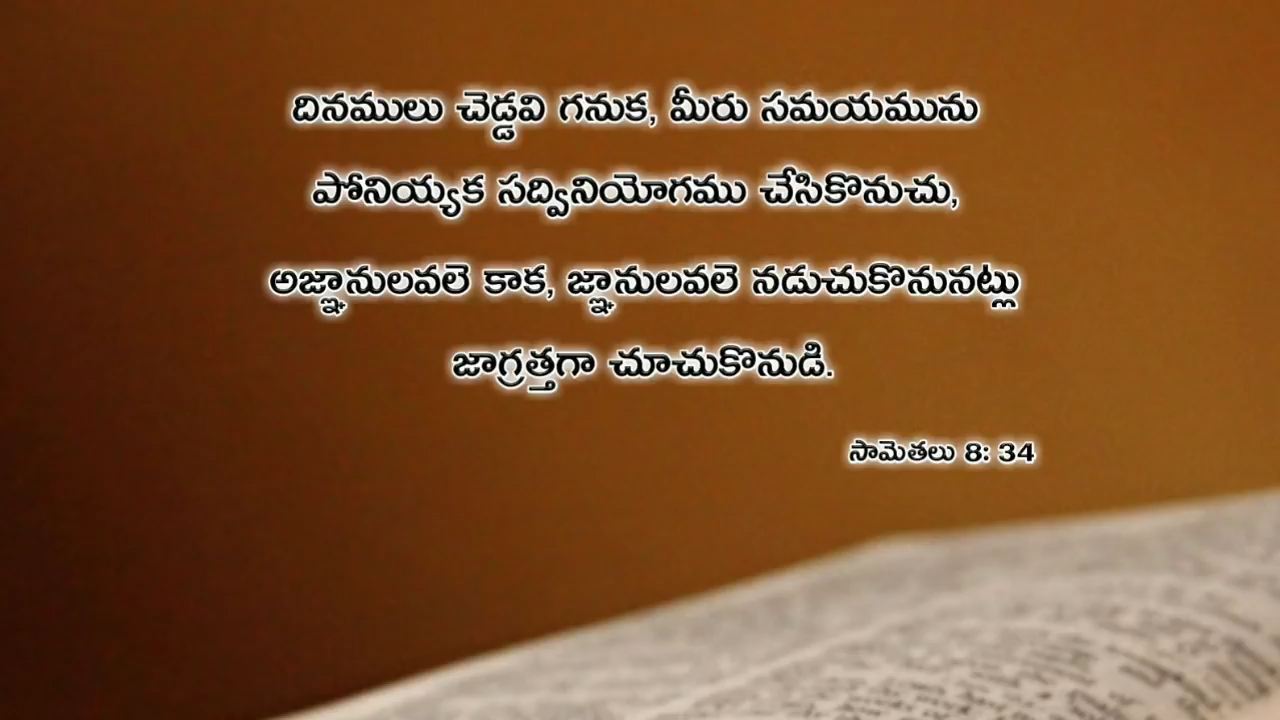 దినములు చెడ్డవి గనుక, మీరు సమయమును
పోనియ్యక సద్వినియోగము చేసికొనుచు,
అజ్ఞానులవలె కాక, జ్ఞానులవలె నడుచుకొనునట్లు
జాగ్రత్తగా చూచుకొనుడి.
సామెతలు 8: 34